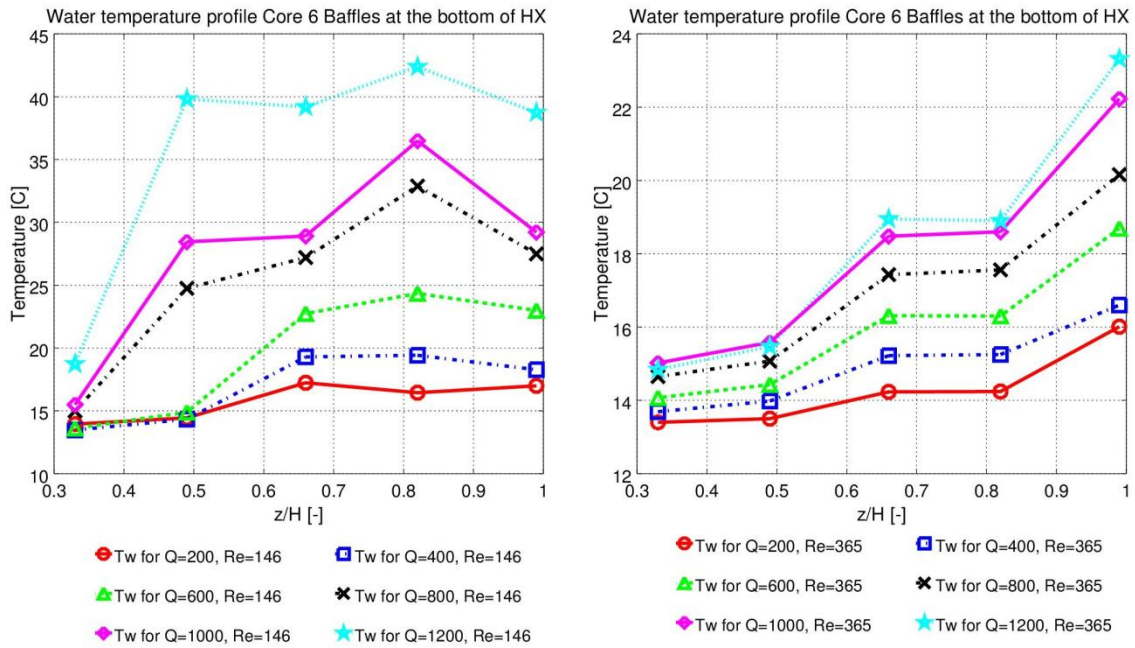 Water temperature profile Core 6 Baffles at the bottom of HX
45
40
35
30
25
20
15
10
Temperature [C]
0.3 0.4 0.5 0.6 0.7 0.8 0.9 1
z/H [-]
Tw for Q=200, Re=146 Tw for Q=400, Re=146
Tw for Q=600, Re=146 Tw for Q=800, Re=146
Tw for Q=1000, Re=146 Tw for Q=1200, Re=146
Water temperature profile Core 6 Baffles at the bottom of HX
24
22
20
18
16
14
12
Temperature [C]
0.3 0.4 0.5 0.6 0.7 0.8 0.9 1
z/H [-]
Tw for Q=200, Re=365 Tw for Q=400, Re=365
Tw for Q=600, Re=365 Tw for Q=800, Re=365
Tw for Q=1000, Re=365 Tw for Q=1200, Re=365